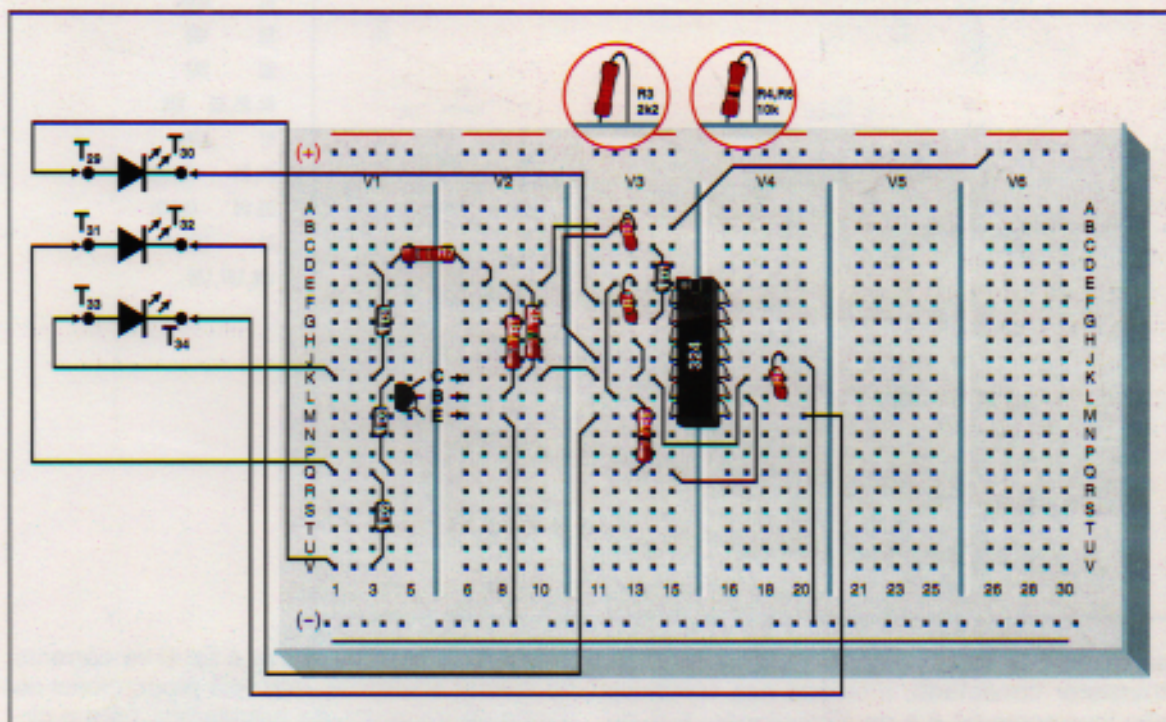 R3
2k2
R4,R6
10k
T29
T30
T31
T32
T33
T34
(+)
V1 V2 V3 V4 V5 V6
A A
B B
C C
D D
E E
F F
G G
H H
J J
K K
L L
M M
N N
P P
Q Q
R R
S S
T T
U U
V V
C
B
E
324
1 3 5 6 8 10 11 13 15 16 18 20 21 23 25 26 28 30
(-)